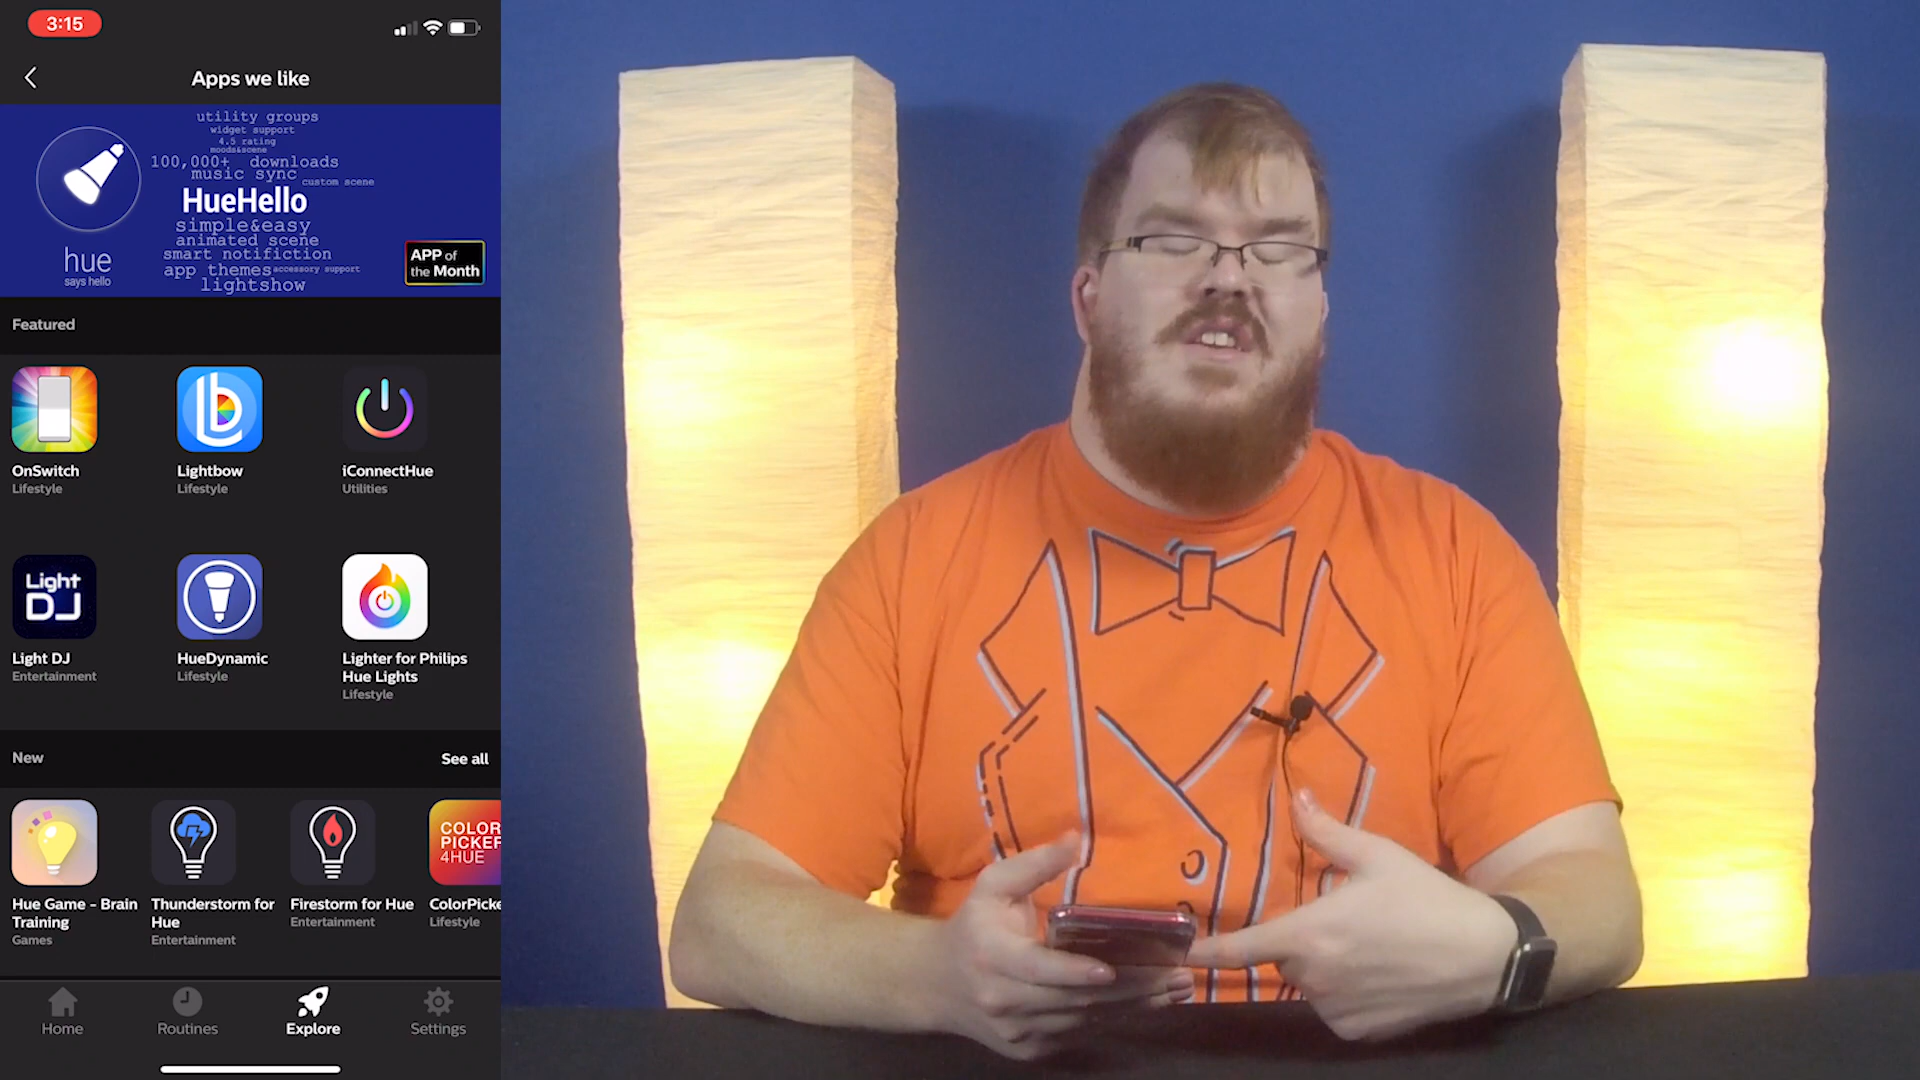 3:15
Apps we like
utility groups
widget support
4.5 rating
moods&scene
100,000+ downloads
music sync
custom scene
HueHello
simple&easy
animated scene
smart notifiction
app themes
accessory support
lightshow
hue
says hello
APP of
the Month
Featured
OnSwitch
Lifestyle
Lightbow
Lifestyle
iConnectHue
Utilities
Light
DJ
Light DJ
Entertainment
HueDynamic
Lifestyle
Lighter for Philips
Hue Lights
Lifestyle
New
See all
Hue Game - Brain
Training
Games
Thunderstorm for
Hue
Entertainment
Firestorm for Hue
Entertainment
COLOR
PICKER
4HUE
ColorPicke
Lifestyle
Home
Routines
Explore
Settings